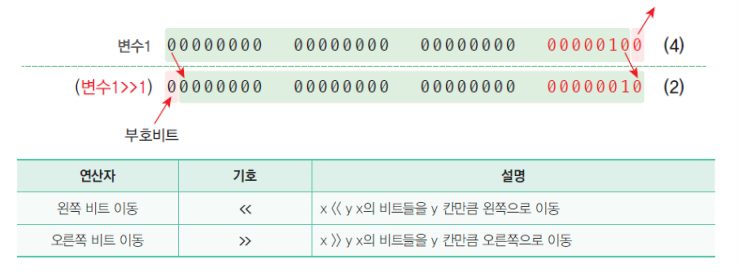 변수1 00000000 00000000 00000000 00000100 (4)
(변수1>>1) 00000000 00000000 00000000 00000010 (2)
부호비트
연산자 기호 설명
왼쪽 비트 이동 << x << y x의 비트들을 y 칸만큼 왼쪽으로 이동
오른쪽 비트 이동 >> x >> y x의 비트들을 y 칸만큼 오른쪽으로 이동